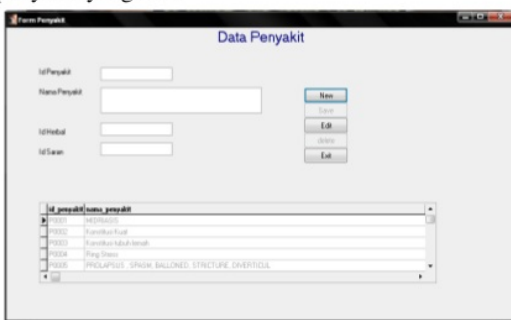 Form Penyakit
Data Penyakit
Id Penyakit
Nama Penyakit
New
Save
Edit
Id Herbal
delete
Id Saran
Exit
id_penyakit nama_penyakit
P0001 MIDRIASIS
P0002 Konstitusi Kuat
P0003 Konstitusi tubuh lemah
P0004 Ring Stress
P0005 PROLAPSUS, SPASM, BALLONED, STRICTURE, DIVERTICUL